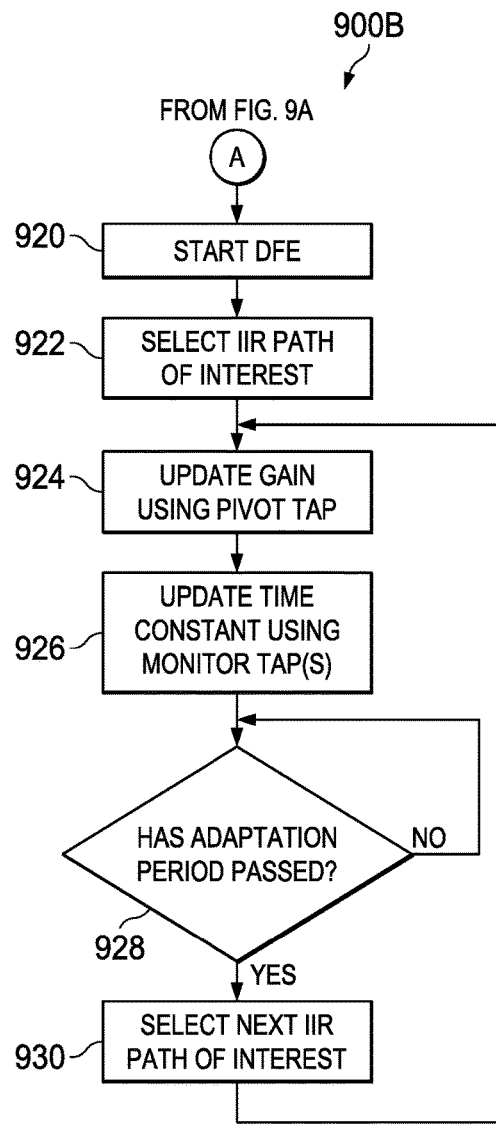 900B
FROM FIG. 9A
A
920
START DFE
922
SELECT IIR PATH
OF INTEREST
924
UPDATE GAIN
USING PIVOT TAP
926
UPDATE TIME
CONSTANT USING
MONITOR TAP(S)
HAS ADAPTATION
PERIOD PASSED?
NO
928
YES
930
SELECT NEXT IIR
PATH OF INTEREST